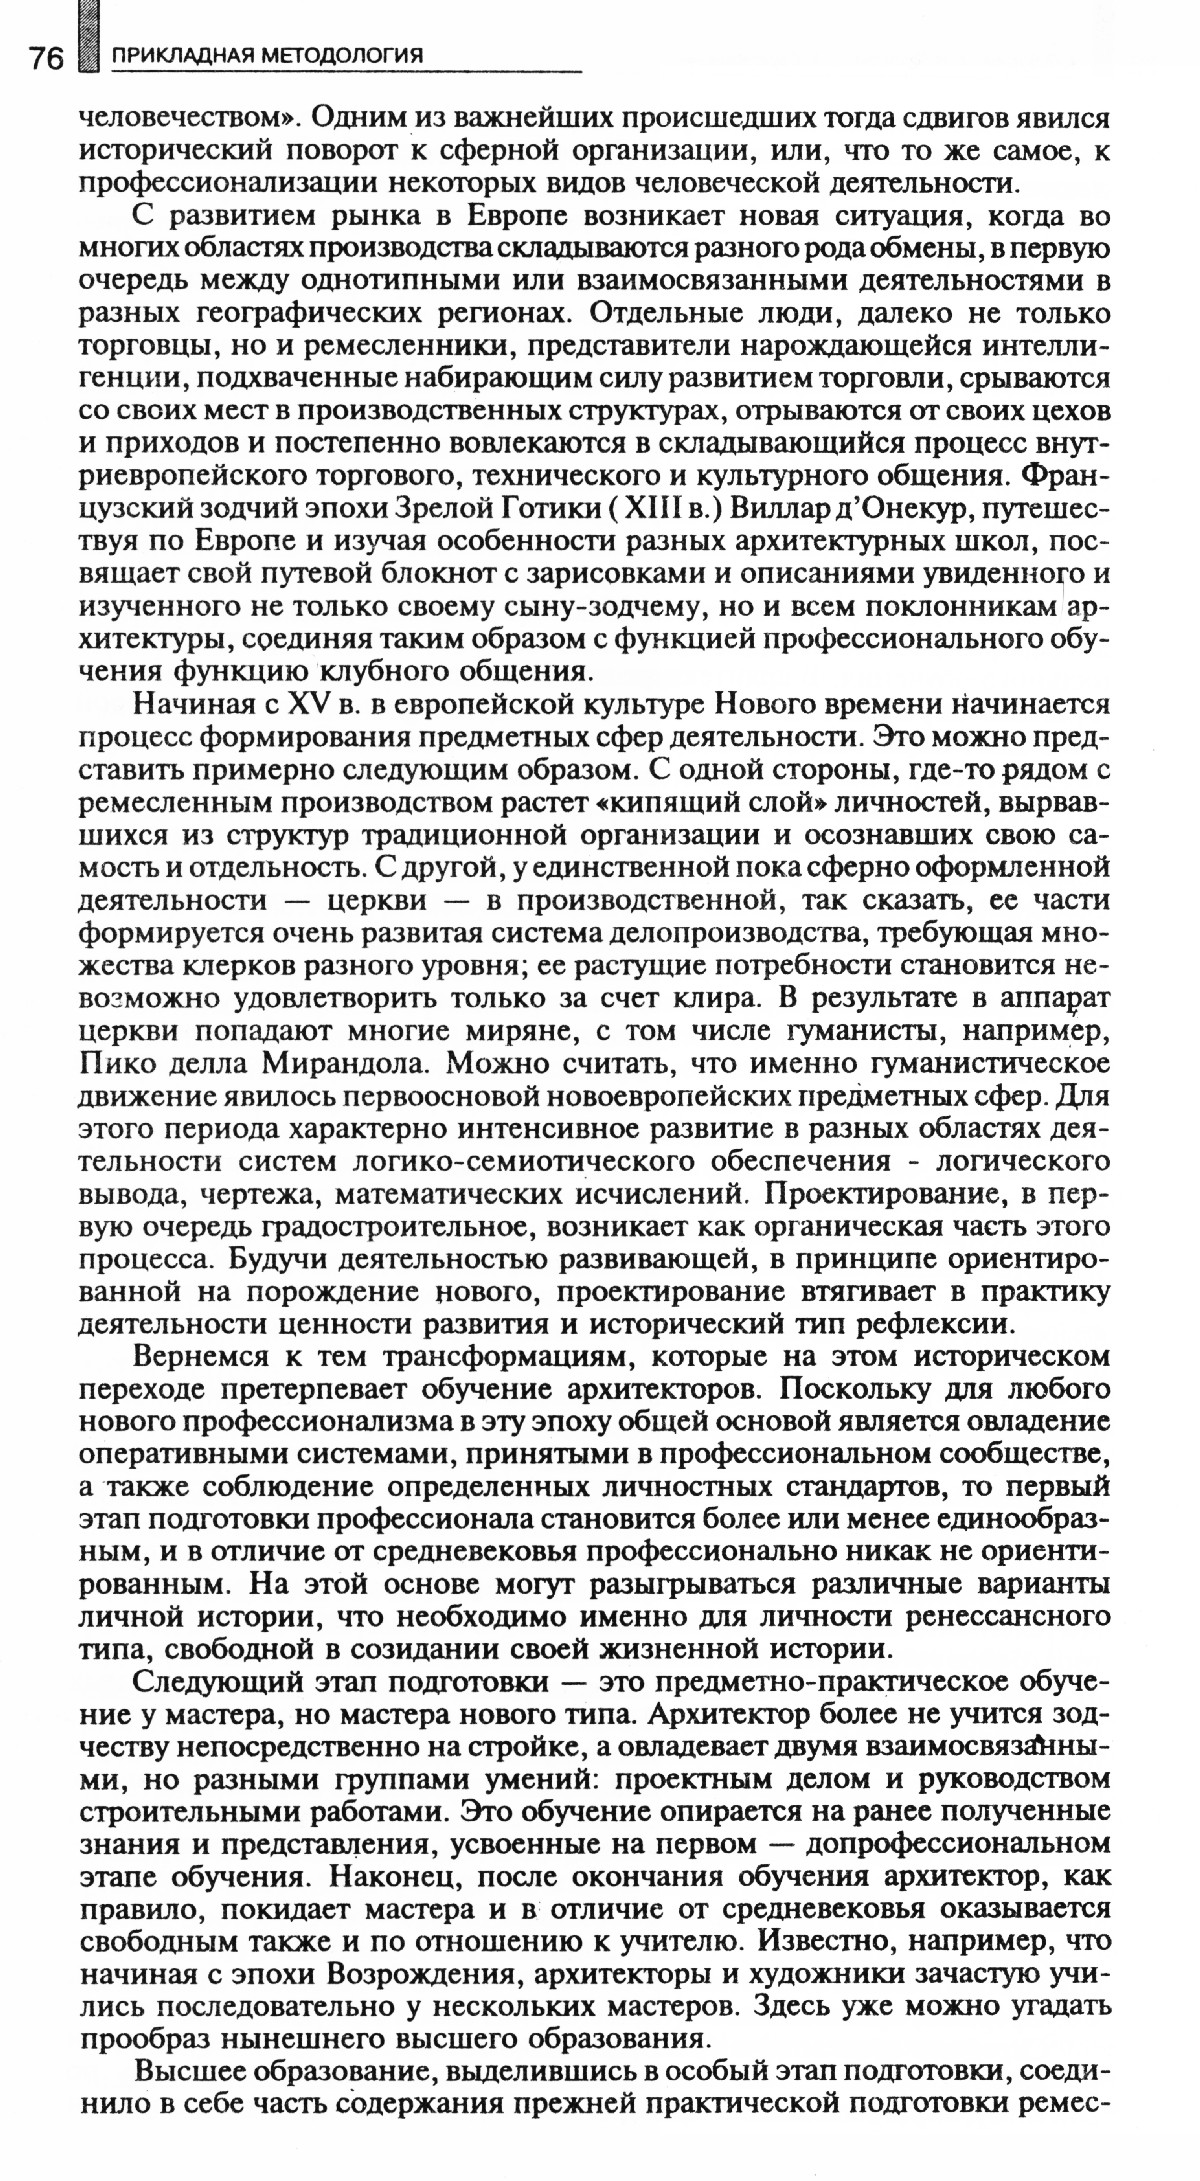 76 ПРИКЛАДНАЯ МЕТОДОЛОГИЯ
человечеством». Одним из важнейших происшедших тогда сдвигов явился
исторический поворот к сферной организации, или, что то же самое, к
профессионализации некоторых видов человеческой деятельности.
С развитием рынка в Европе возникает новая ситуация, когда во
многих областях производства складываются разного рода обмены, в первую
очередь между однотипными или взаимосвязанными деятельностями в
разных географических регионах. Отдельные люди, далеко не только
торговцы, но и ремесленники, представители нарождающейся интелли-
генции, подхваченные набирающим силу развитием торговли, срываются
со своих мест в производственных структурах, отрываются от своих цехов
и приходов и постепенно вовлекаются в складывающийся процесс внут-
риевропейского торгового, технического и культурного общения. Фран-
цузский зодчий эпохи Зрелой Готики ( XIII в.) Виллар д’Онекур, путешес-
твуя по Европе и изучая особенности разных архитектурных школ, пос-
вящает свой путевой блокнот с зарисовками и описаниями увиденного и
изученного не только своему сыну-зодчему, но и всем поклонникам ар-
хитектуры, соединяя таким образом с функцией профессионального обу-
чения функцию клубного общения.
Начиная с XV в. в европейской культуре Нового времени начинается
процесс формирования предметных сфер деятельности. Это можно пред-
ставить примерно следующим образом. С одной стороны, где-то рядом с
ремесленным производством растет «кипящий слой» личностей, вырвав-
шихся из структур традиционной организации и осознавших свою са-
мость и отдельность. С другой, у единственной пока сферно оформленной
деятельности — церкви — в производственной, так сказать, ее части
формируется очень развитая система делопроизводства, требующая мно-
жества клерков разного уровня; ее растущие потребности становится не-
возможно удовлетворить только за счет клира. В результате в аппарат
церкви попадают многие миряне, с том числе гуманисты, например,
Пико делла Мирандола. Можно считать, что именно гуманистическое
движение явилось первоосновой новоевропейских предметных сфер. Для
этого периода характерно интенсивное развитие в разных областях дея-
тельности систем логико-семиотического обеспечения - логического
вывода, чертежа, математических исчислений. Проектирование, в пер-
вую очередь градостроительное, возникает как органическая часть этого
процесса. Будучи деятельностью развивающей, в принципе ориентиро-
ванной на порождение нового, проектирование втягивает в практику
деятельности ценности развития и исторический тип рефлексии.
Вернемся к тем трансформациям, которые на этом историческом
переходе претерпевает обучение архитекторов. Поскольку для любого
нового профессионализма в эту эпоху общей основой является овладение
оперативными системами, принятыми в профессиональном сообществе,
а также соблюдение определенных личностных стандартов, то первый
этап подготовки профессионала становится более или менее единообраз-
ным, и в отличие от средневековья профессионально никак не ориенти-
рованным. На этой основе могут разыгрываться различные варианты
личной истории, что необходимо именно для личности ренессансного
типа, свободной в созидании своей жизненной истории.
Следующий этап подготовки — это предметно-практическое обуче-
ние у мастера, но мастера нового типа. Архитектор более не учится зод-
честву непосредственно на стройке, а овладевает двумя взаимосвязанны-
ми, но разными группами умений: проектным делом и руководством
строительными работами. Это обучение опирается на ранее полученные
знания и представления, усвоенные на первом — допрофессиональном
этапе обучения. Наконец, после окончания обучения архитектор, как
правило, покидает мастера и в отличие от средневековья оказывается
свободным также и по отношению к учителю. Известно, например, что
начиная с эпохи Возрождения, архитекторы и художники зачастую учи-
лись последовательно у нескольких мастеров. Здесь уже можно угадать
прообраз нынешнего высшего образования.
Высшее образование, выделившись в особый этап подготовки, соеди-
нило в себе часть содержания прежней практической подготовки ремес-